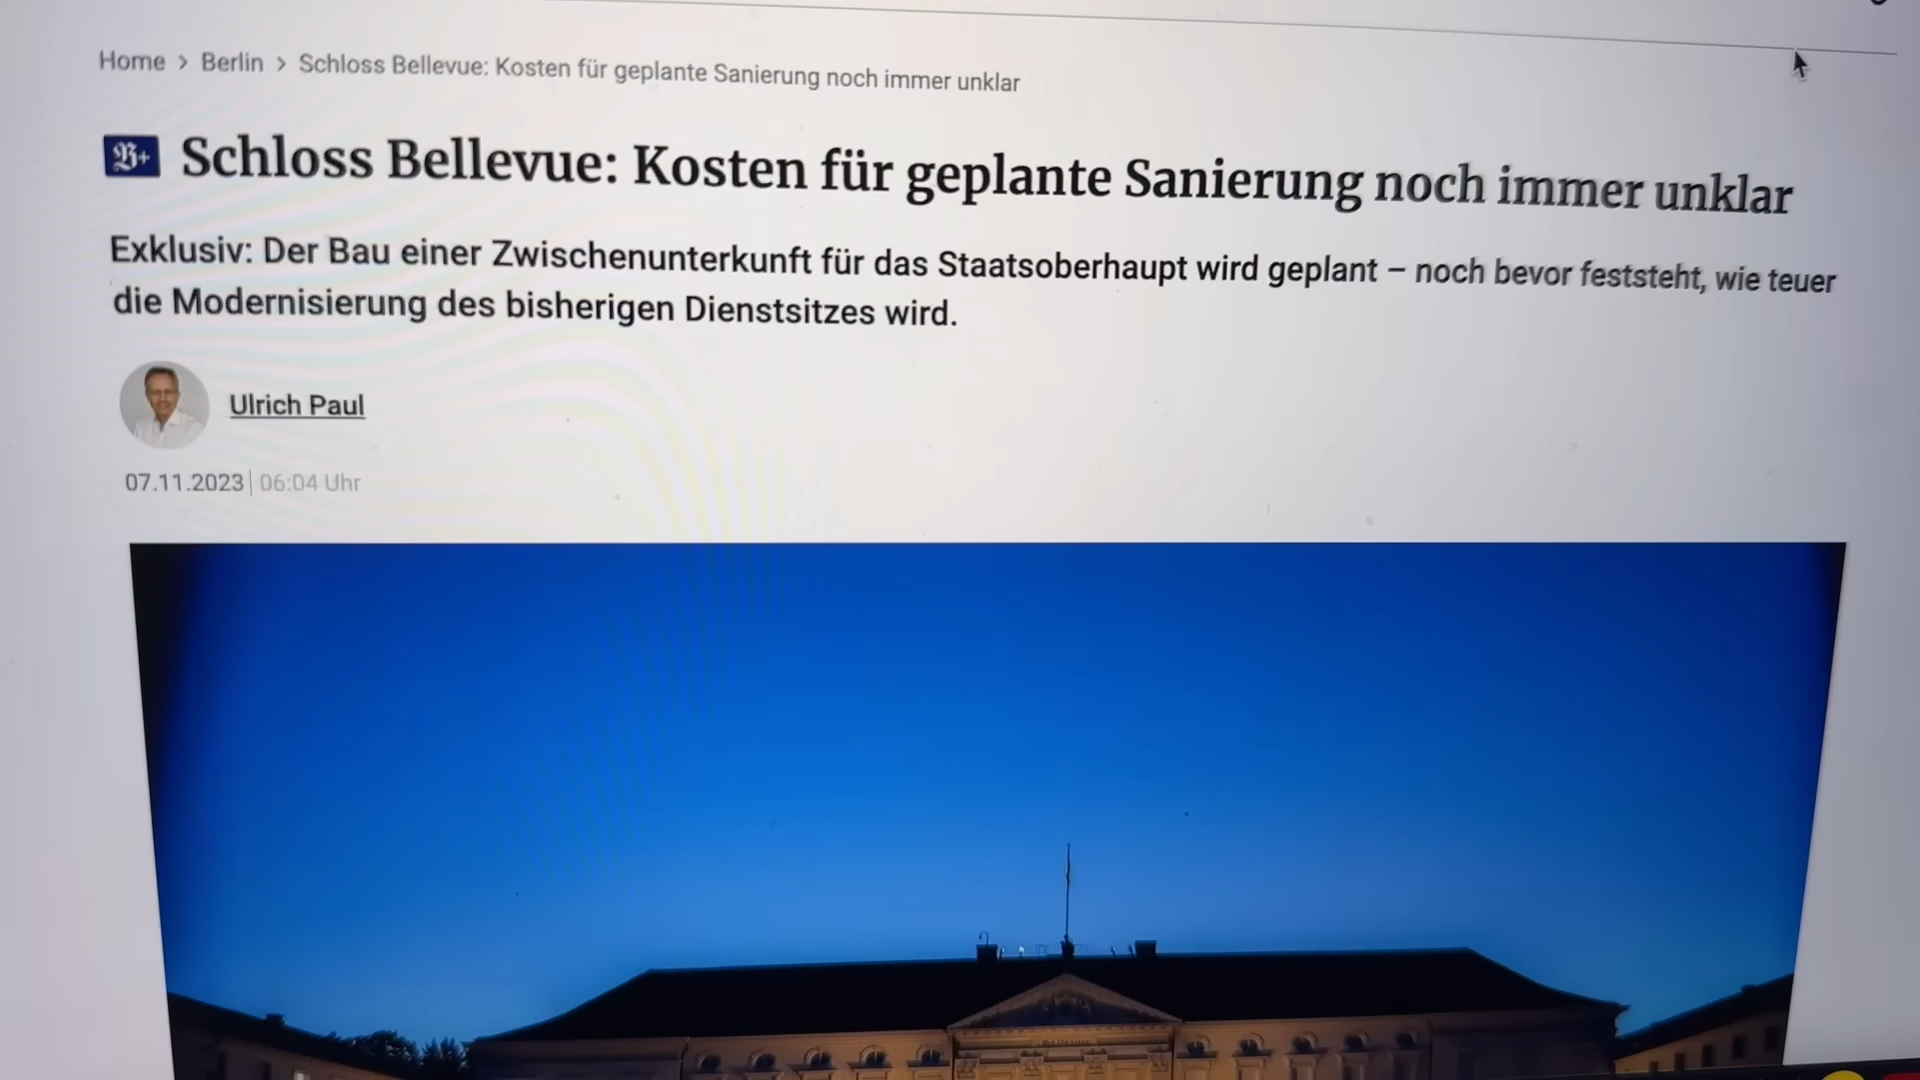 Home > Berlin > Schloss Bellevue: Kosten für geplante Sanierung noch immer unklar
B+ Schloss Bellevue: Kosten für geplante Sanierung noch immer unklar
Exklusiv: Der Bau einer Zwischenunterkunft für das Staatsoberhaupt wird geplant – noch bevor feststeht, wie teuer
die Modernisierung des bisherigen Dienstsitzes wird.
Ulrich Paul
07.11.2023 | 06:04 Uhr